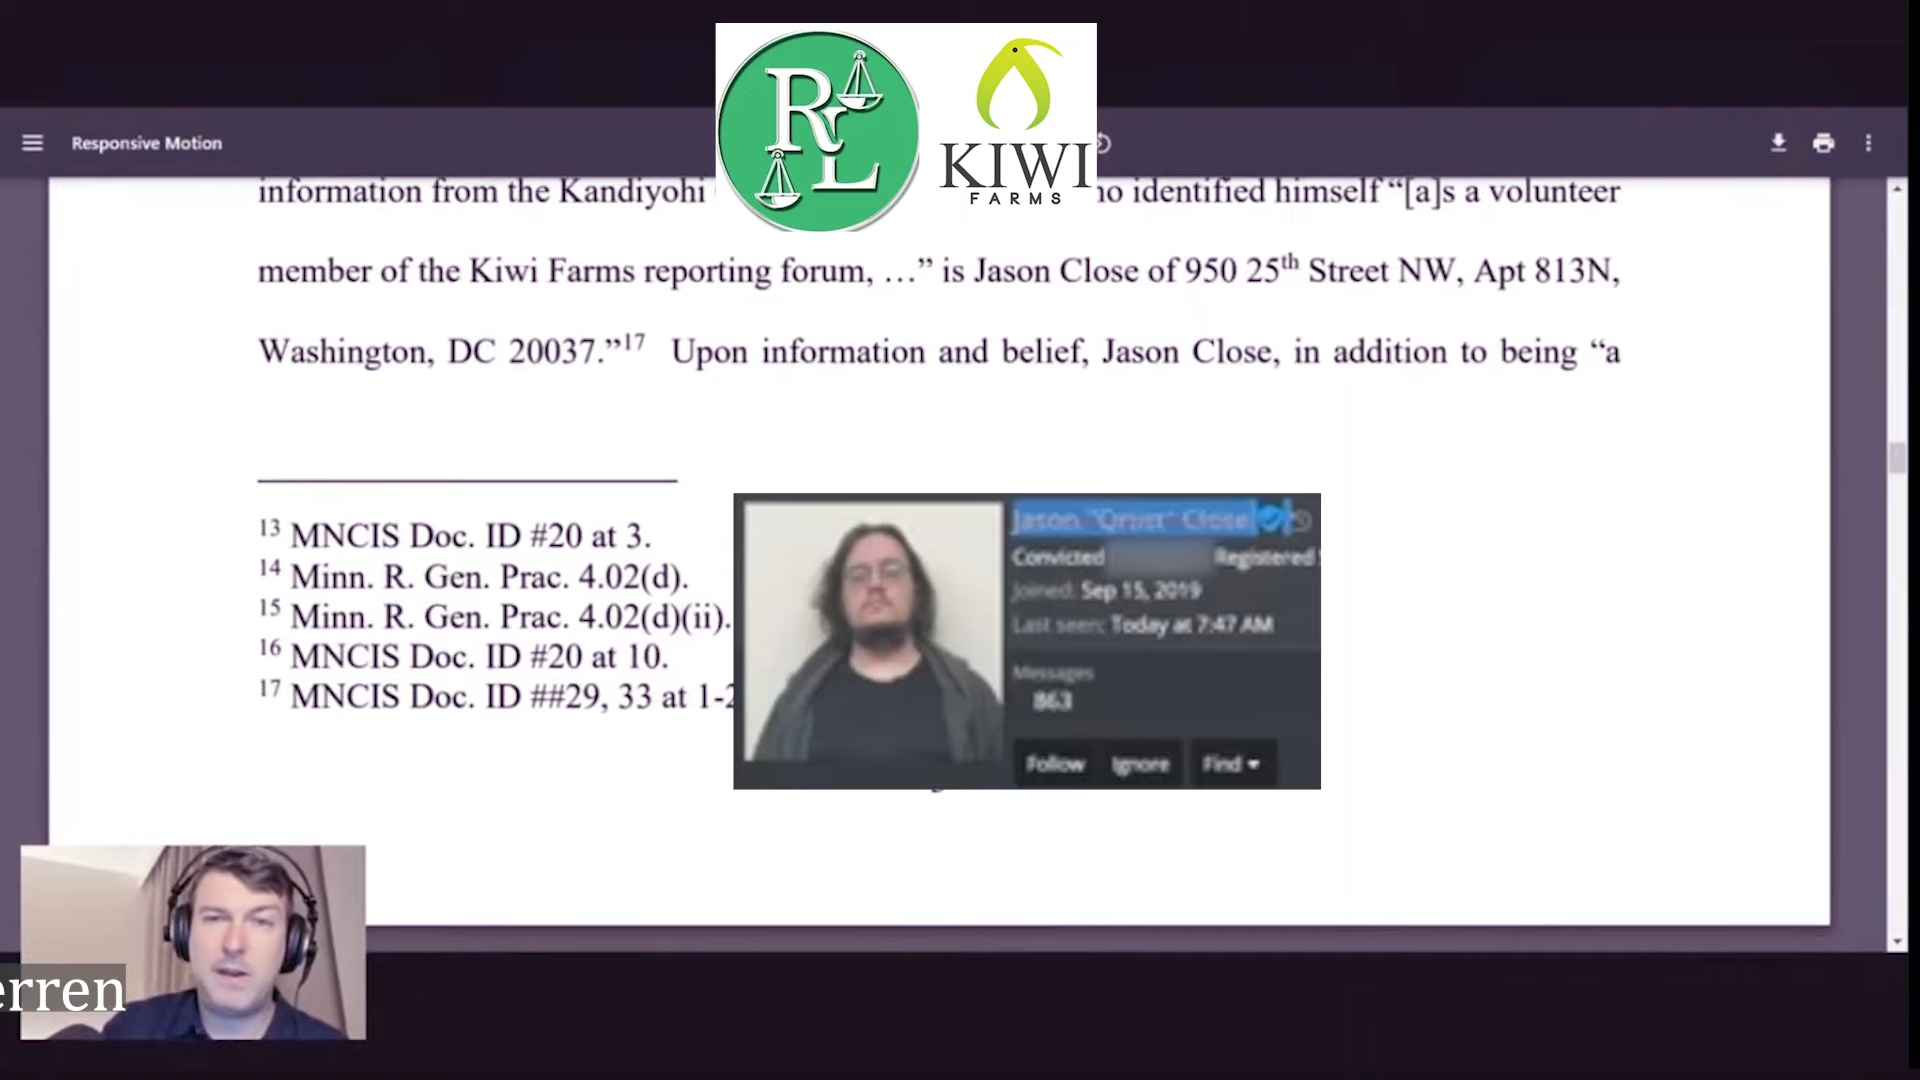 RL
KIWI
FARMS
Responsive Motion
information from the Kandiyohi
ho identified himself “[a]s a volunteer
member of the Kiwi Farms reporting forum, …” is Jason Close of 950 25th Street NW, Apt 813N,
Washington, DC 20037.”17 Upon information and belief, Jason Close, in addition to being “a
13 MNCIS Doc. ID #20 at 3.
14 Minn. R. Gen. Prac. 4.02(d).
15 Minn. R. Gen. Prac. 4.02(d)(ii).
16 MNCIS Doc. ID #20 at 10.
17 MNCIS Doc. ID ##29, 33 at 1-2
Jason "Qrust" Close
Convicted Registered
Joined: Sep 15, 2019
Last seen: Today at 7:47 AM
Messages
863
Follow Ignore Find
erren